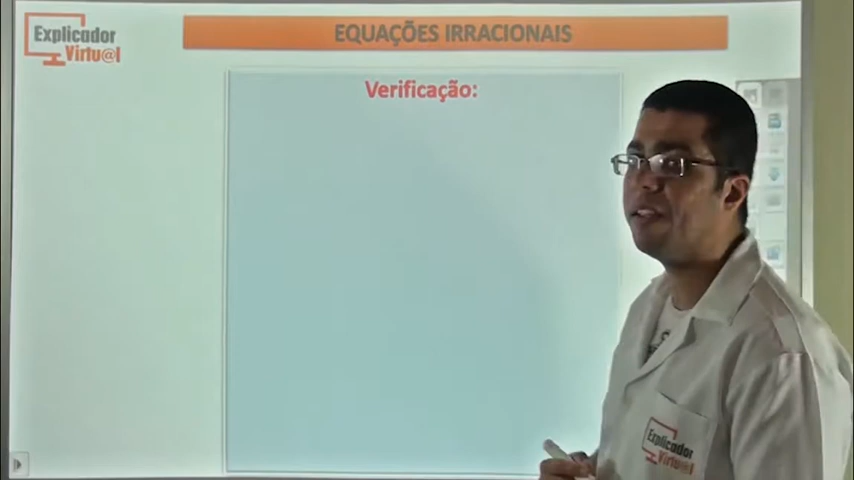 Explicador
Virtu@l
EQUAÇÕES IRRACIONAIS
Verificação:
Explicador
Virtu@l